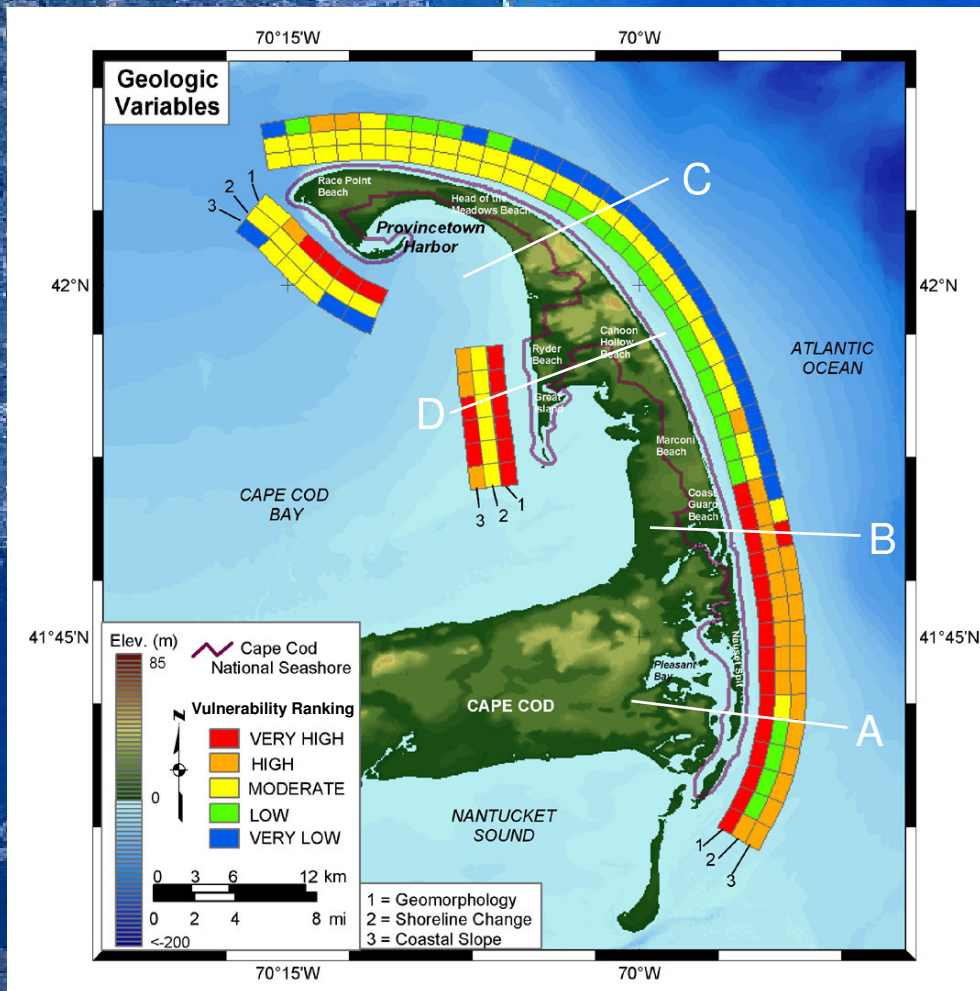 70°15'W
70°W
Geologic
Variables
C
1
2
3
Race Point
Beach
Head of the
Meadows Beach
Provincetown
Harbor
42°N
42°N
Cahoon
Hollow
Beach
ATLANTIC
OCEAN
Ryder
Beach
Great
Island
D
Marconi
Beach
CAPE COD
BAY
Coast
Guard
Beach
3
2
1
B
41°45'N
41°45'N
Nauset Spit
Pleasant
Bay
CAPE COD
A
NANTUCKET
SOUND
1
2
3
Elev. (m)
85
0
<-200
Cape Cod
National Seashore
N
Vulnerability Ranking
VERY HIGH
HIGH
MODERATE
LOW
VERY LOW
0 3 6 12 km
0 2 4 8 mi
1 = Geomorphology
2 = Shoreline Change
3 = Coastal Slope
70°15'W
70°W